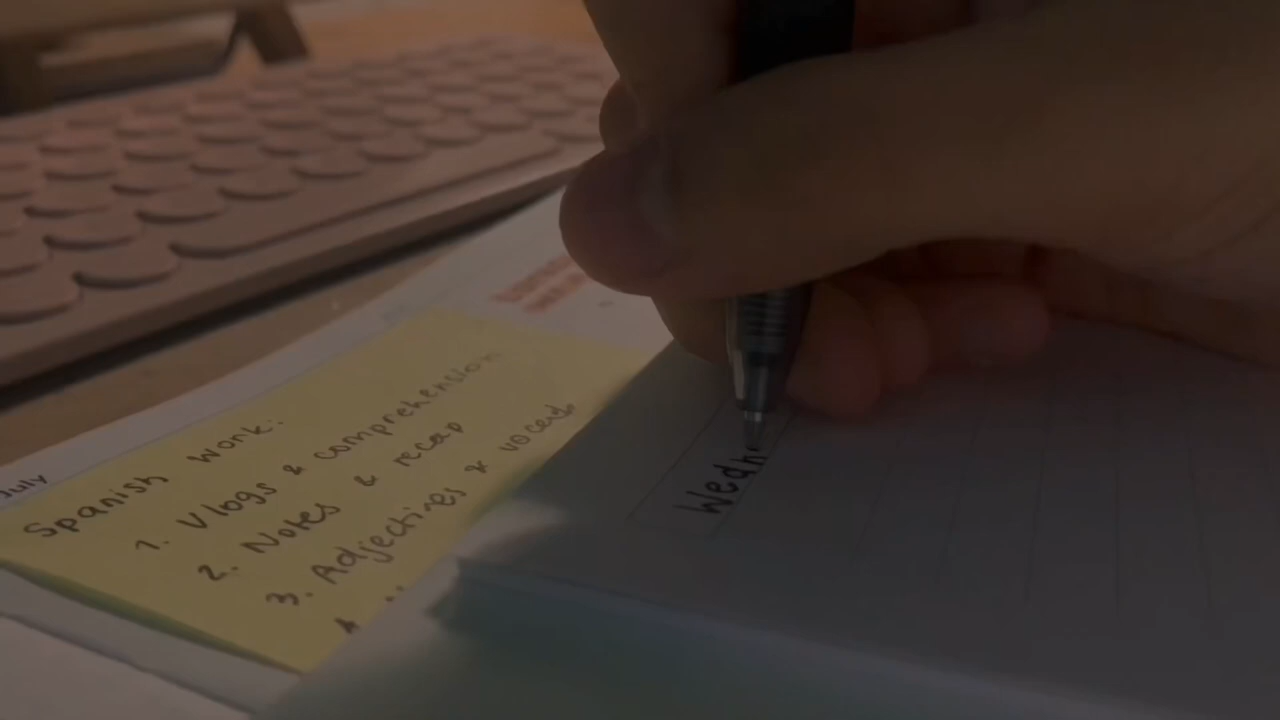 July
Spanish work:
1. Vlogs & comprehension
2. Notes & recap
3. Adjectives & vocab
Wedn